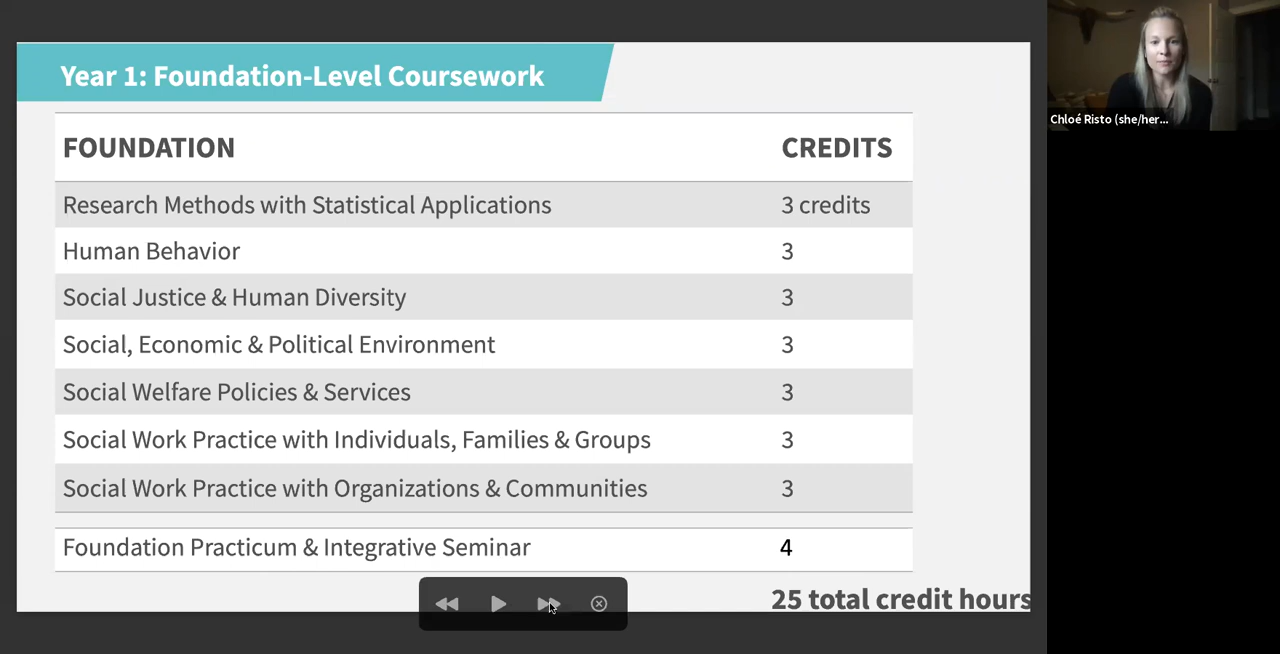 Year 1: Foundation-Level Coursework
FOUNDATION CREDITS
Research Methods with Statistical Applications 3 credits
Human Behavior 3
Social Justice & Human Diversity 3
Social, Economic & Political Environment 3
Social Welfare Policies & Services 3
Social Work Practice with Individuals, Families & Groups 3
Social Work Practice with Organizations & Communities 3
Foundation Practicum & Integrative Seminar 4
25 total credit hours
Chloé Risto (she/her...